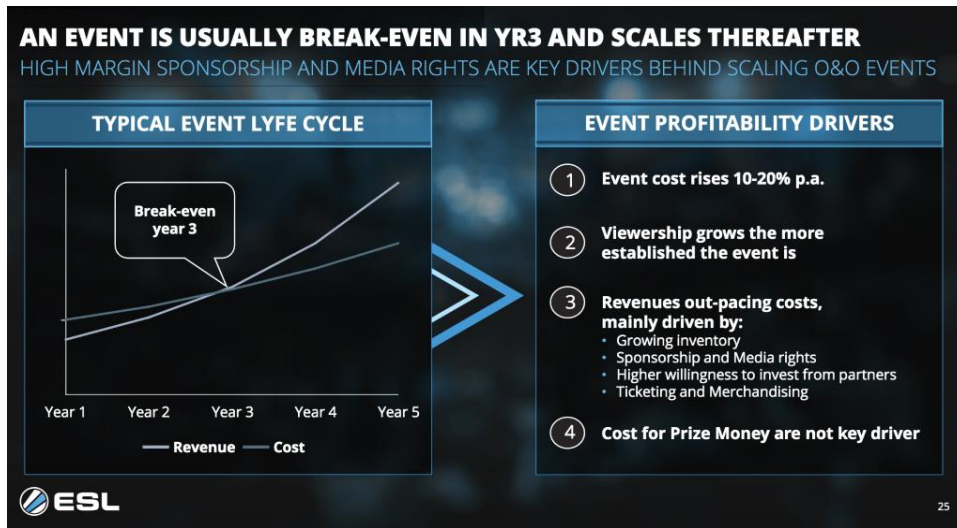 AN EVENT IS USUALLY BREAK-EVEN IN YR3 AND SCALES THEREAFTER
HIGH MARGIN SPONSORSHIP AND MEDIA RIGHTS ARE KEY DRIVERS BEHIND SCALING O&O EVENTS
TYPICAL EVENT LYFE CYCLE
Break-even
year 3
Year 1 Year 2 Year 3 Year 4 Year 5
Revenue Cost
EVENT PROFITABILITY DRIVERS
1 Event cost rises 10-20% p.a.
2 Viewership grows the more
established the event is
3 Revenues out-pacing costs,
mainly driven by:
• Growing inventory
• Sponsorship and Media rights
• Higher willingness to invest from partners
• Ticketing and Merchandising
4 Cost for Prize Money are not key driver
ESL
25